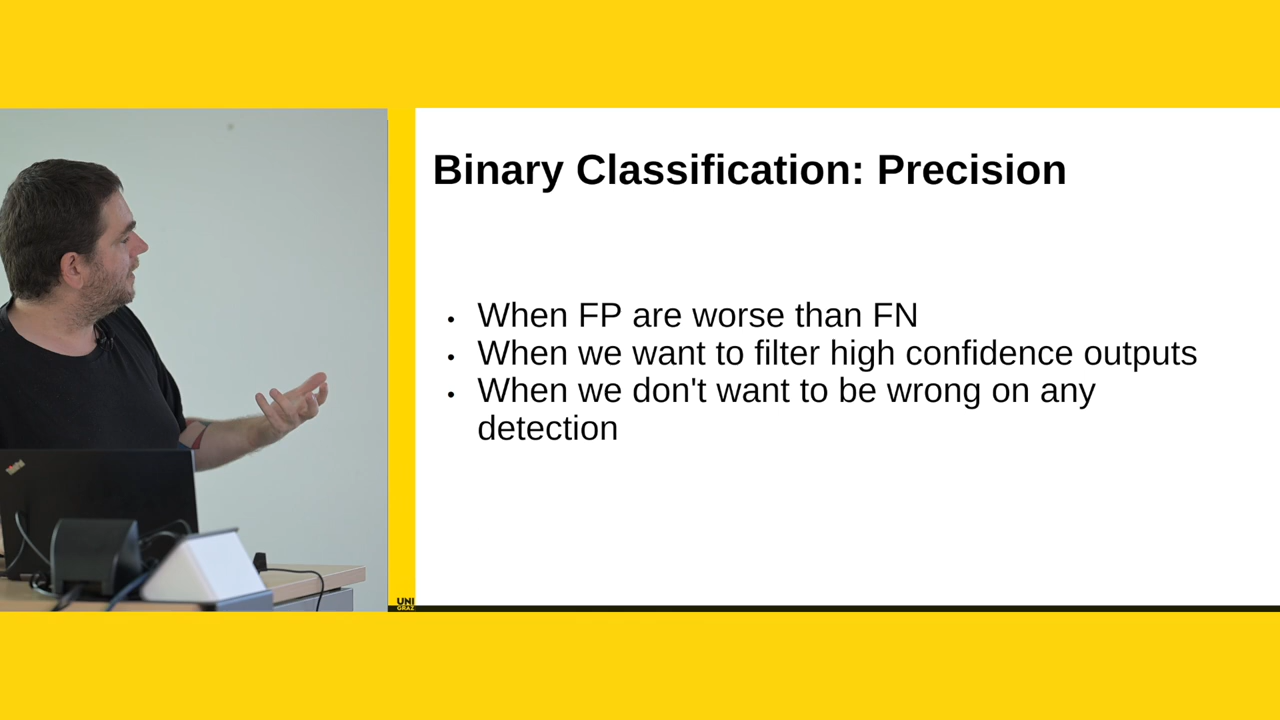 Binary Classification: Precision
• When FP are worse than FN
• When we want to filter high confidence outputs
• When we don't want to be wrong on any
detection
UNI
GRAZ